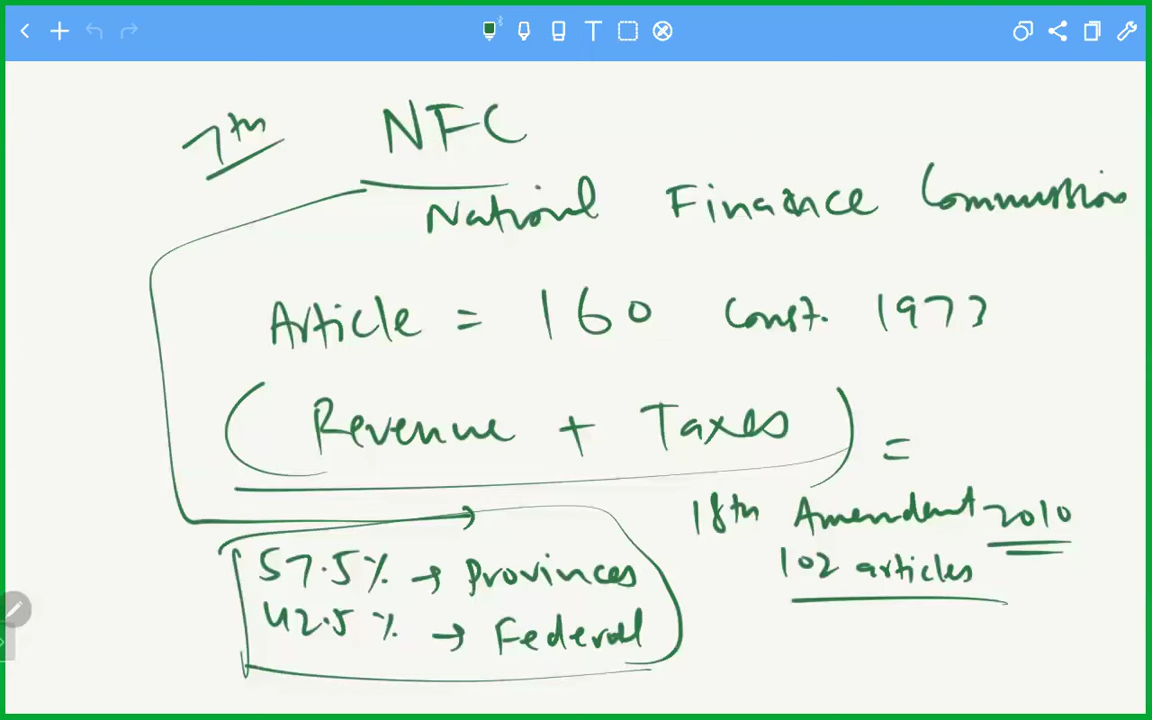 7th NFC
National Finance Commission
Article = 160 Const. 1973
(Revenue + Taxes) =
18th Amendent 2010
102 articles
57.5% → Provinces
42.5% → Federal